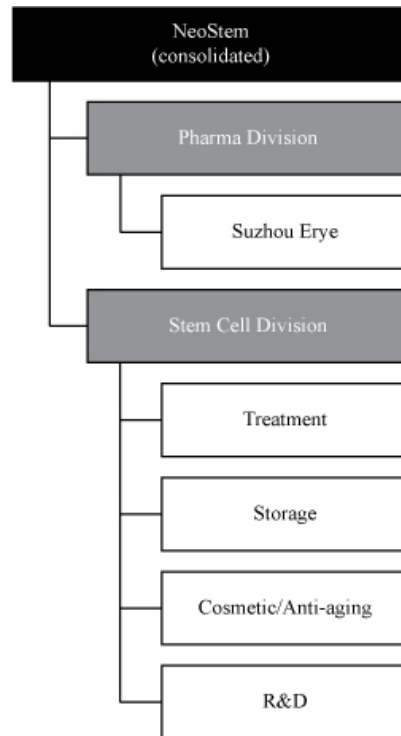 NeoStem
(consolidated)
Pharma Division
Suzhou Erye
Stem Cell Division
Treatment
Storage
Cosmetic/Anti-aging
R&D